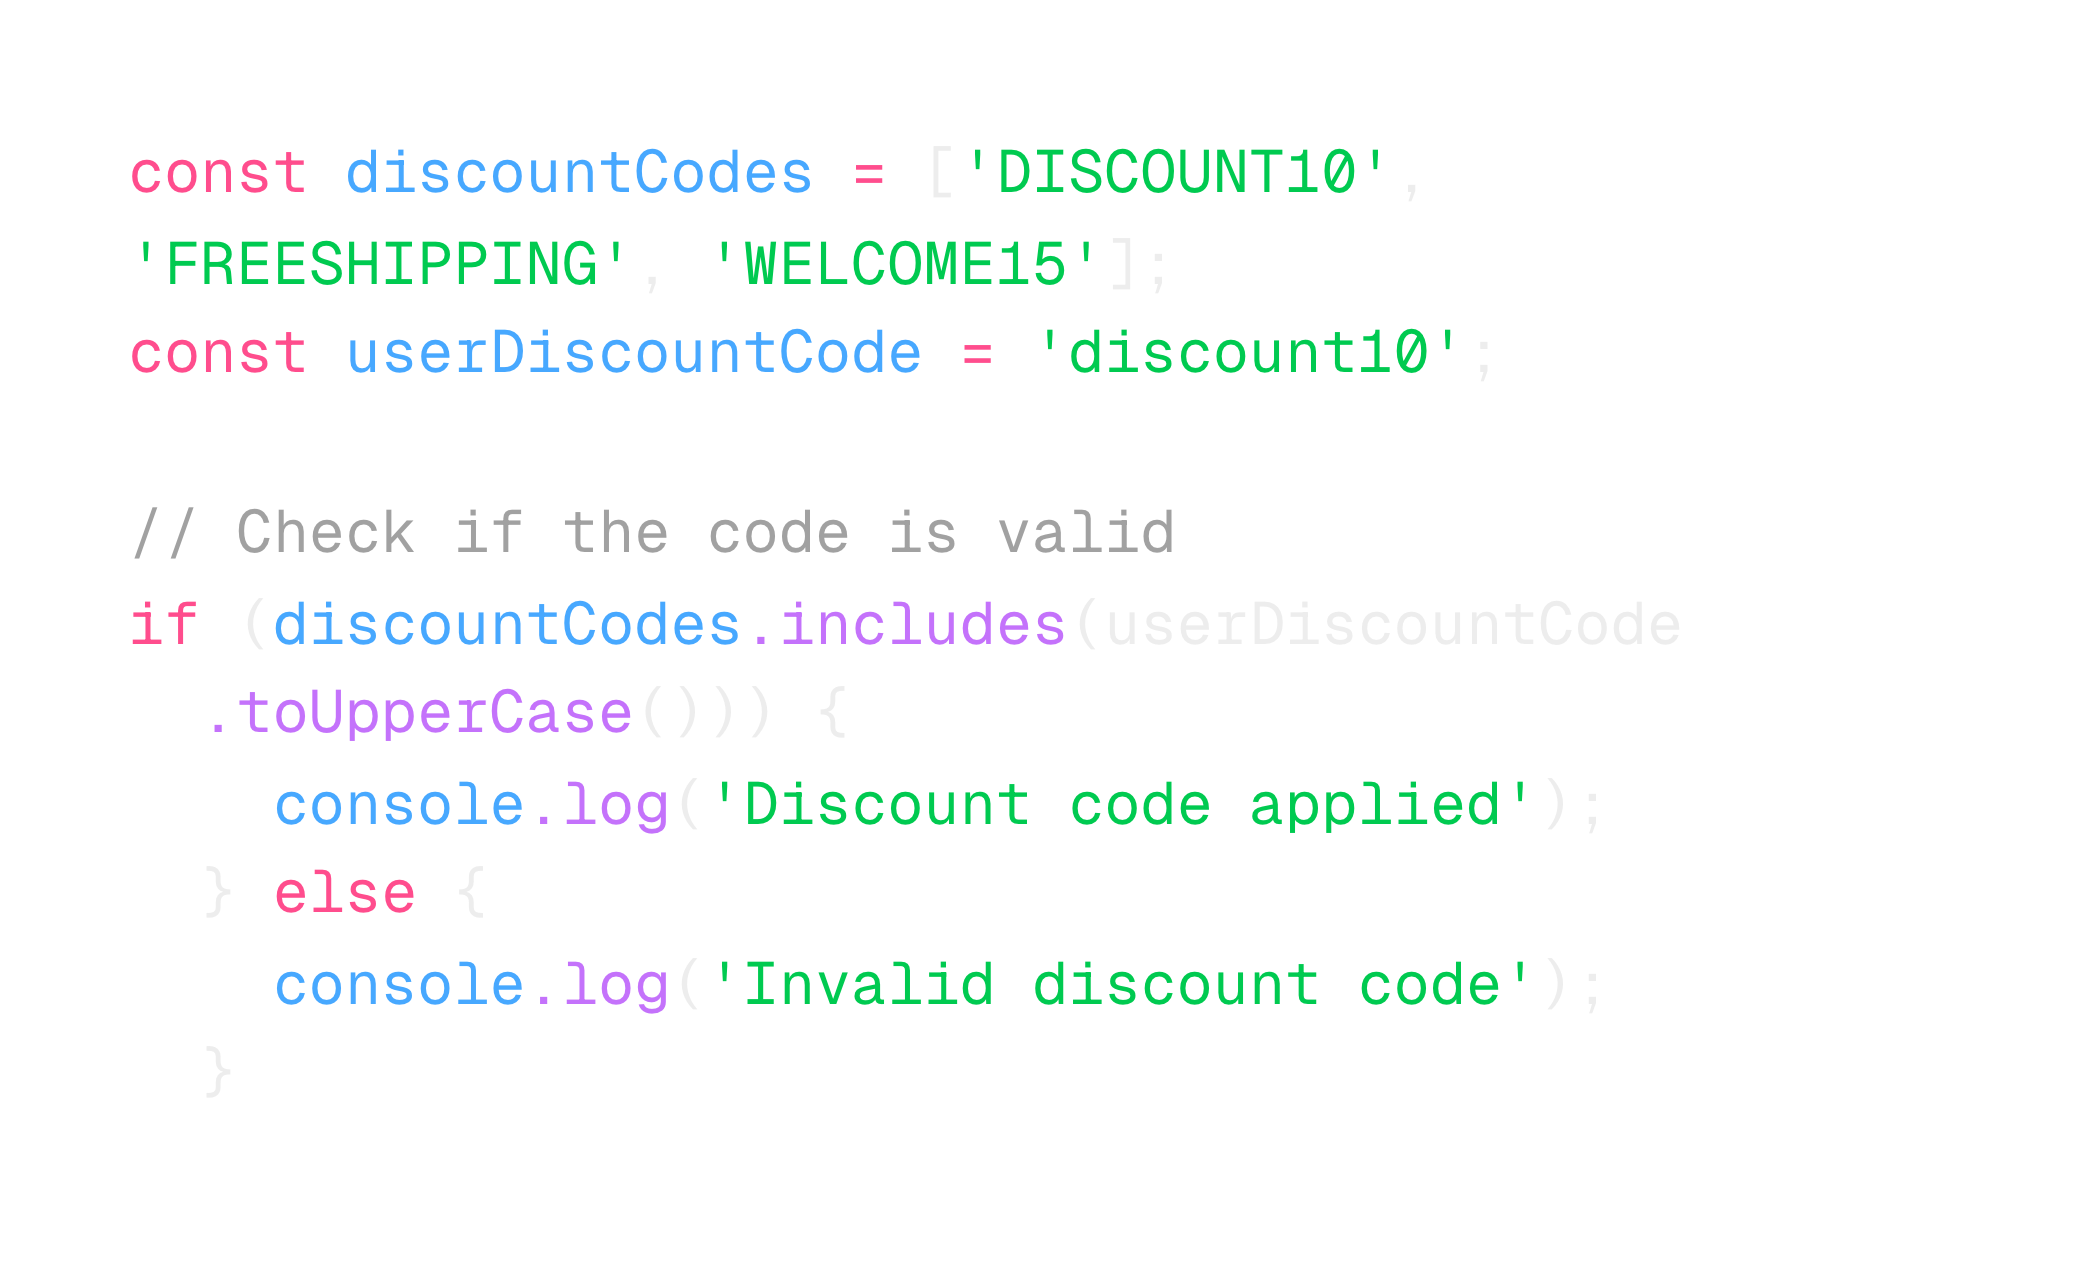 const discountCodes = ['DISCOUNT10',
'FREESHIPPING', 'WELCOME15'];
const userDiscountCode = 'discount10';
// Check if the code is valid
if (discountCodes.includes(userDiscountCode
.toUpperCase())) {
console.log('Discount code applied');
} else {
console.log('Invalid discount code');
}